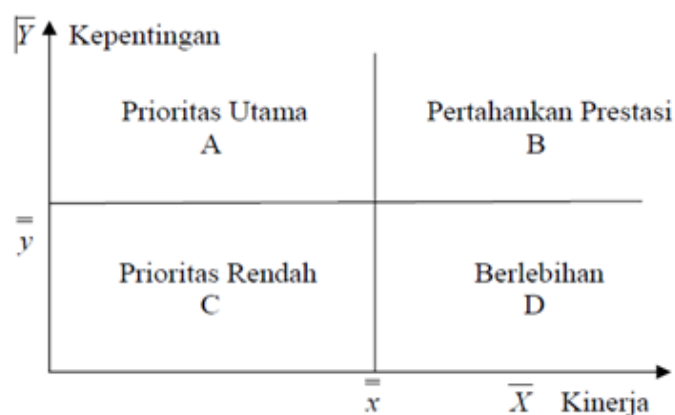 Y̅ Kepentingan
Prioritas Utama
A
Pertahankan Prestasi
B
y̿
Prioritas Rendah
C
Berlebihan
D
x̿
X̅ Kinerja